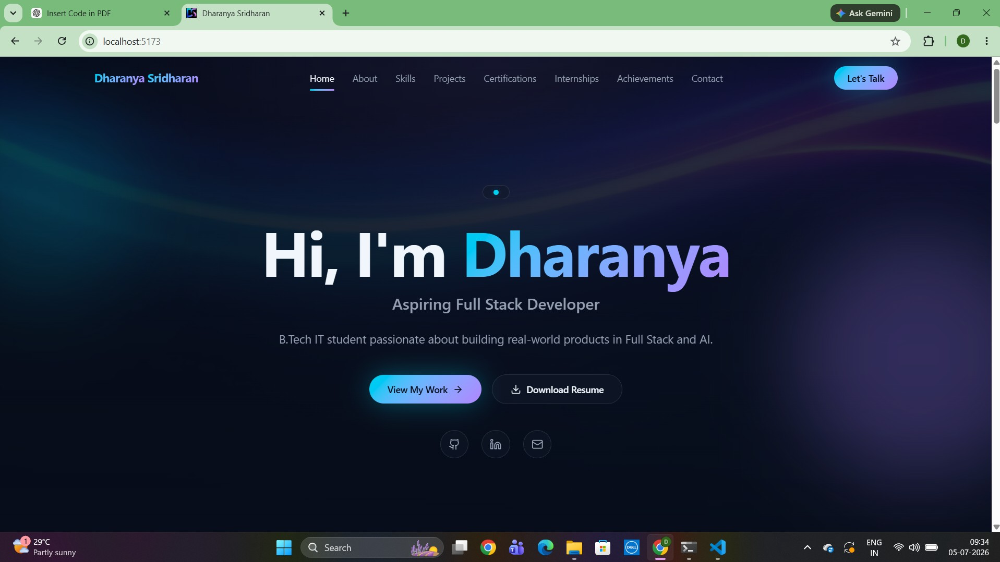 Insert Code in PDF
Dharanya Sridharan
Ask Gemini
localhost:5173
D
Dharanya Sridharan
Home
About
Skills
Projects
Certifications
Internships
Achievements
Contact
Let's Talk
Hi, I'm Dharanya
Aspiring Full Stack Developer
B.Tech IT student passionate about building real-world products in Full Stack and AI.
View My Work
Download Resume
1
29°C
Partly sunny
Search
DELL
D
ENG
IN
09:34
05-07-2026